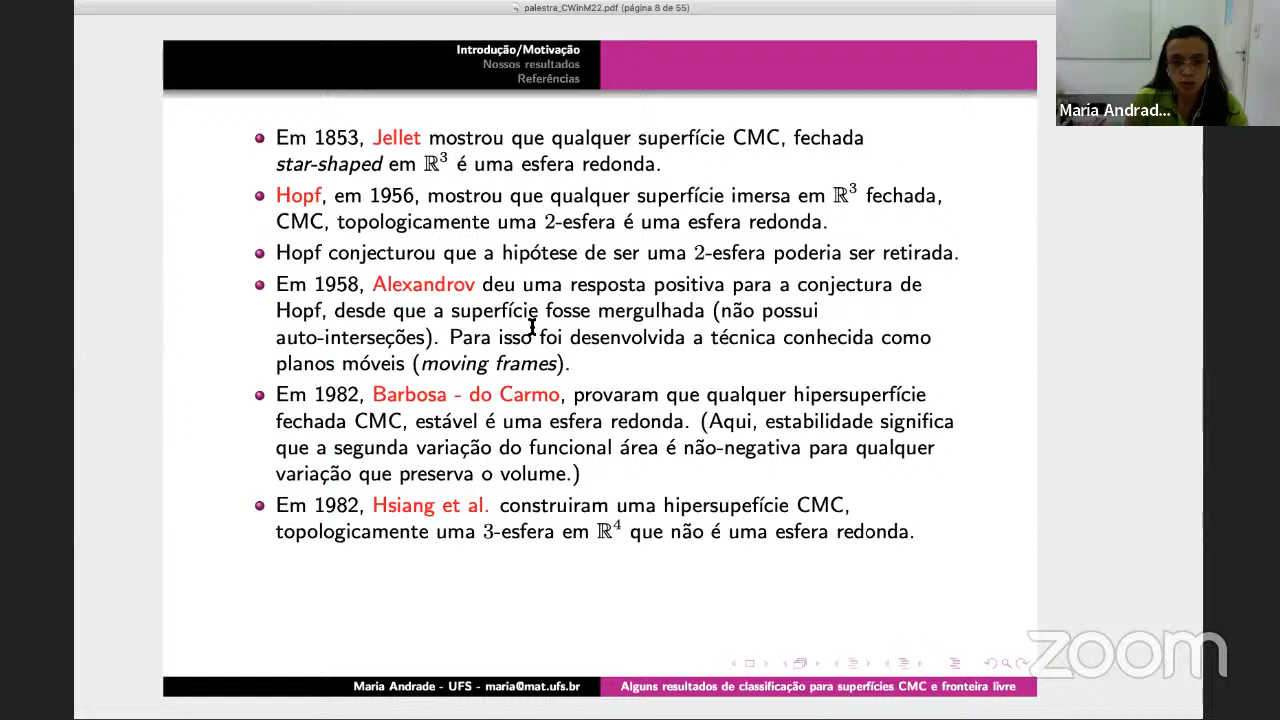 palestra_CWinM22.pdf (página 8 de 55)
Introdução/Motivação
Nossos resultados
Referências
Maria Andrad...
Em 1853, Jellet mostrou que qualquer superfície CMC, fechada
star-shaped em ℝ³ é uma esfera redonda.
Hopf, em 1956, mostrou que qualquer superfície imersa em ℝ³ fechada,
CMC, topologicamente uma 2-esfera é uma esfera redonda.
Hopf conjecturou que a hipótese de ser uma 2-esfera poderia ser retirada.
Em 1958, Alexandrov deu uma resposta positiva para a conjectura de
Hopf, desde que a superfície fosse mergulhada (não possui
auto-interseções). Para isso foi desenvolvida a técnica conhecida como
planos móveis (moving frames).
Em 1982, Barbosa - do Carmo, provaram que qualquer hipersuperfície
fechada CMC, estável é uma esfera redonda. (Aqui, estabilidade significa
que a segunda variação do funcional área é não-negativa para qualquer
variação que preserva o volume.)
Em 1982, Hsiang et al. construiram uma hipersupefície CMC,
topologicamente uma 3-esfera em ℝ⁴ que não é uma esfera redonda.
zoom
Maria Andrade - UFS - maria@mat.ufs.br
Alguns resultados de classificação para superfícies CMC e fronteira livre